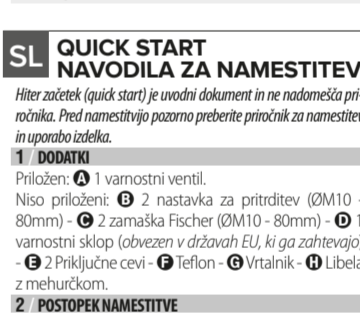 SL QUICK START
NAVODILA ZA NAMESTITEV
Hiter začetek (quick start) je uvodni dokument in ne nadomešča pri-
ročnika. Pred namestitvijo pozorno preberite priročnik za namestitev
in uporabo izdelka.
1 / DODATKI
Priložen: A 1 varnostni ventil.
Niso priloženi: B 2 nastavka za pritrditev (ØM10 -
80mm) - C 2 zamaška Fischer (ØM10 - 80mm) - D 1
varnostni sklop (obvezen v državah EU, ki ga zahtevajo)
- E 2 Priključne cevi - F Teflon - G Vrtalnik - H Libela
z mehurčkom.
2 / POSTOPEK NAMESTITVE